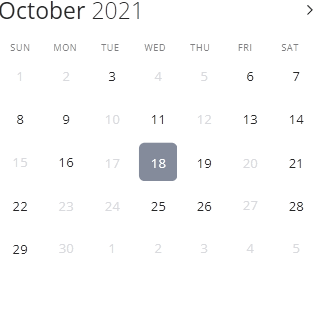 October 2021 >
SUN MON TUE WED THU FRI SAT
1 2 3 4 5 6 7
8 9 10 11 12 13 14
15 16 17 18 19 20 21
22 23 24 25 26 27 28
29 30 1 2 3 4 5